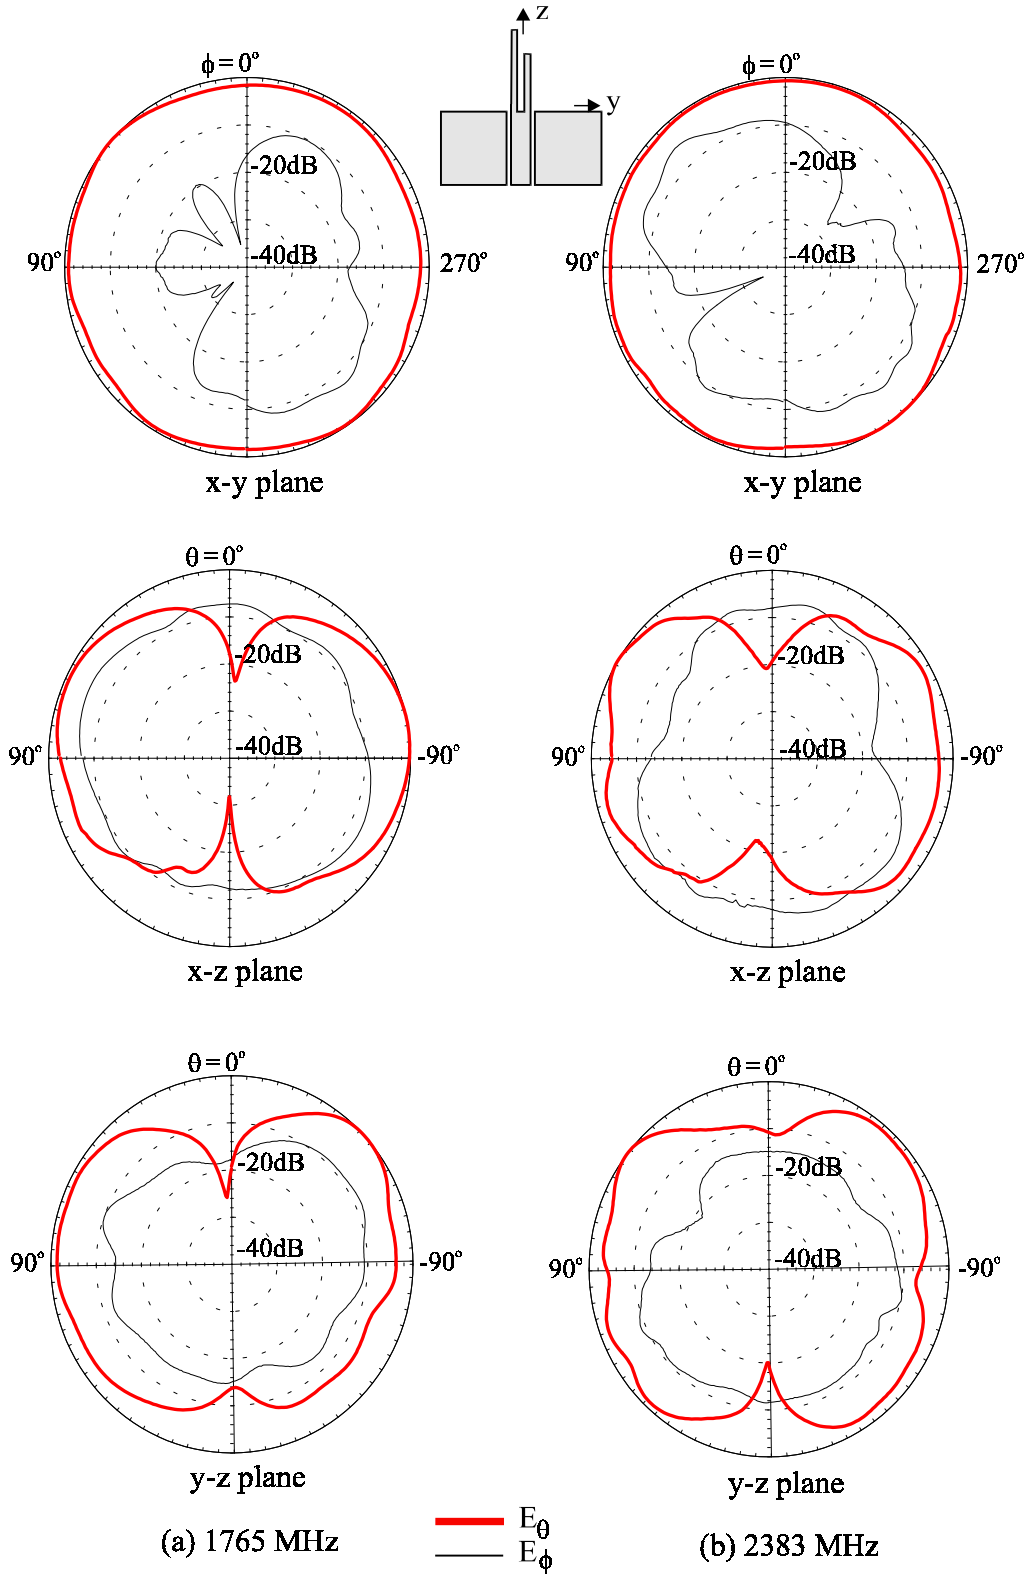 z
y
ϕ = 0°
-20dB
-40dB
90°
270°
x-y plane
ϕ = 0°
-20dB
-40dB
90°
270°
x-y plane
θ = 0°
-20dB
-40dB
90°
-90°
x-z plane
θ = 0°
-20dB
-40dB
90°
-90°
x-z plane
θ = 0°
-20dB
-40dB
90°
-90°
y-z plane
θ = 0°
-20dB
-40dB
90°
-90°
y-z plane
(a) 1765 MHz
Eθ
Eϕ
(b) 2383 MHz